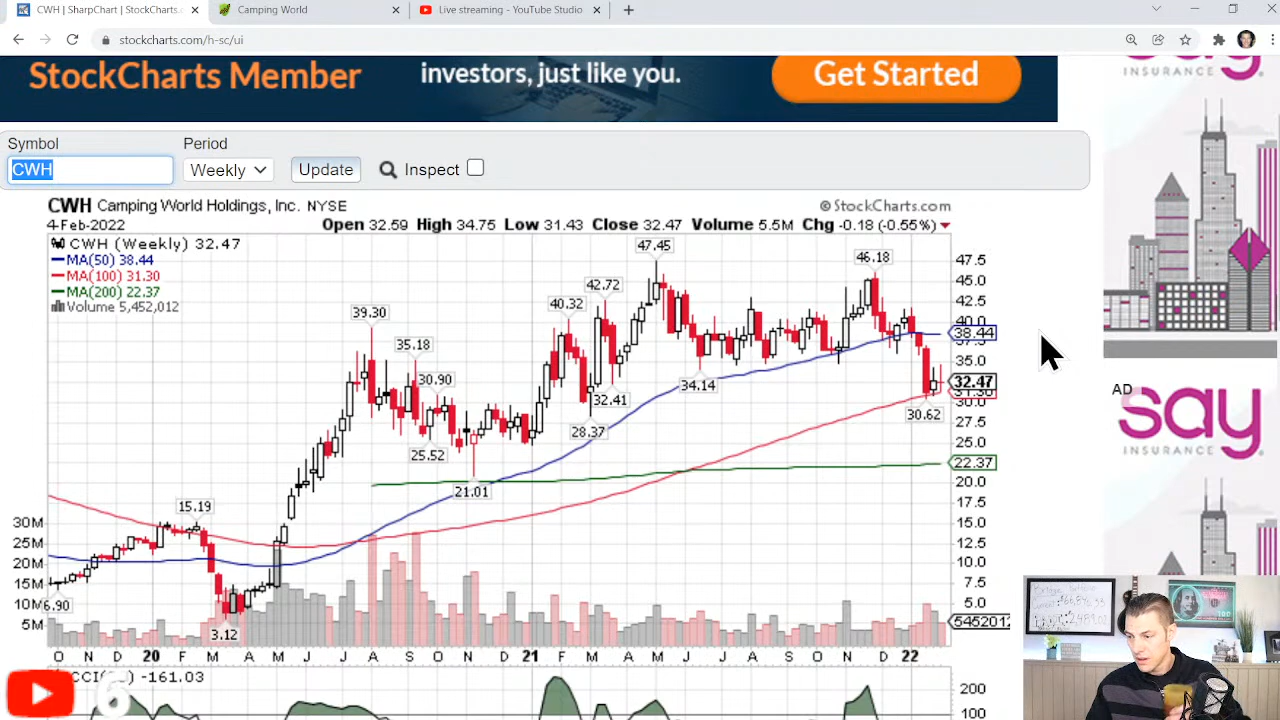 CWH | SharpChart | StockCharts.c
Camping World
Live streaming - YouTube Studio
stockcharts.com/h-sc/ui
StockCharts Member
investors, just like you.
Get Started
INSURANCE
Symbol
Period
CWH
Weekly
Update
Inspect
CWH Camping World Holdings, Inc. NYSE
© StockCharts.com
4-Feb-2022
Open 32.59 High 34.75 Low 31.43 Close 32.47 Volume 5.5M Chg -0.18 (-0.55%)
CWH (Weekly) 32.47
MA(50) 38.44
MA(100) 31.30
MA(200) 22.37
Volume 5,452,012
47.45
46.18
42.72
40.32
39.30
35.18
30.90
34.14
32.41
30.62
28.37
25.52
21.01
15.19
6.90
3.12
47.5
45.0
42.5
40.0
38.44
37.5
35.0
32.47
31.30
30.0
27.5
25.0
22.37
20.0
17.5
15.0
12.5
10.0
7.5
5.0
5452012
30M
25M
20M
15M
10M
5M
O N D 20 F M A M J J A S O N D 21 F M A M J J A S O N D 22
CCI(
-161.03
200
100
AD
say
INSURANCE
6